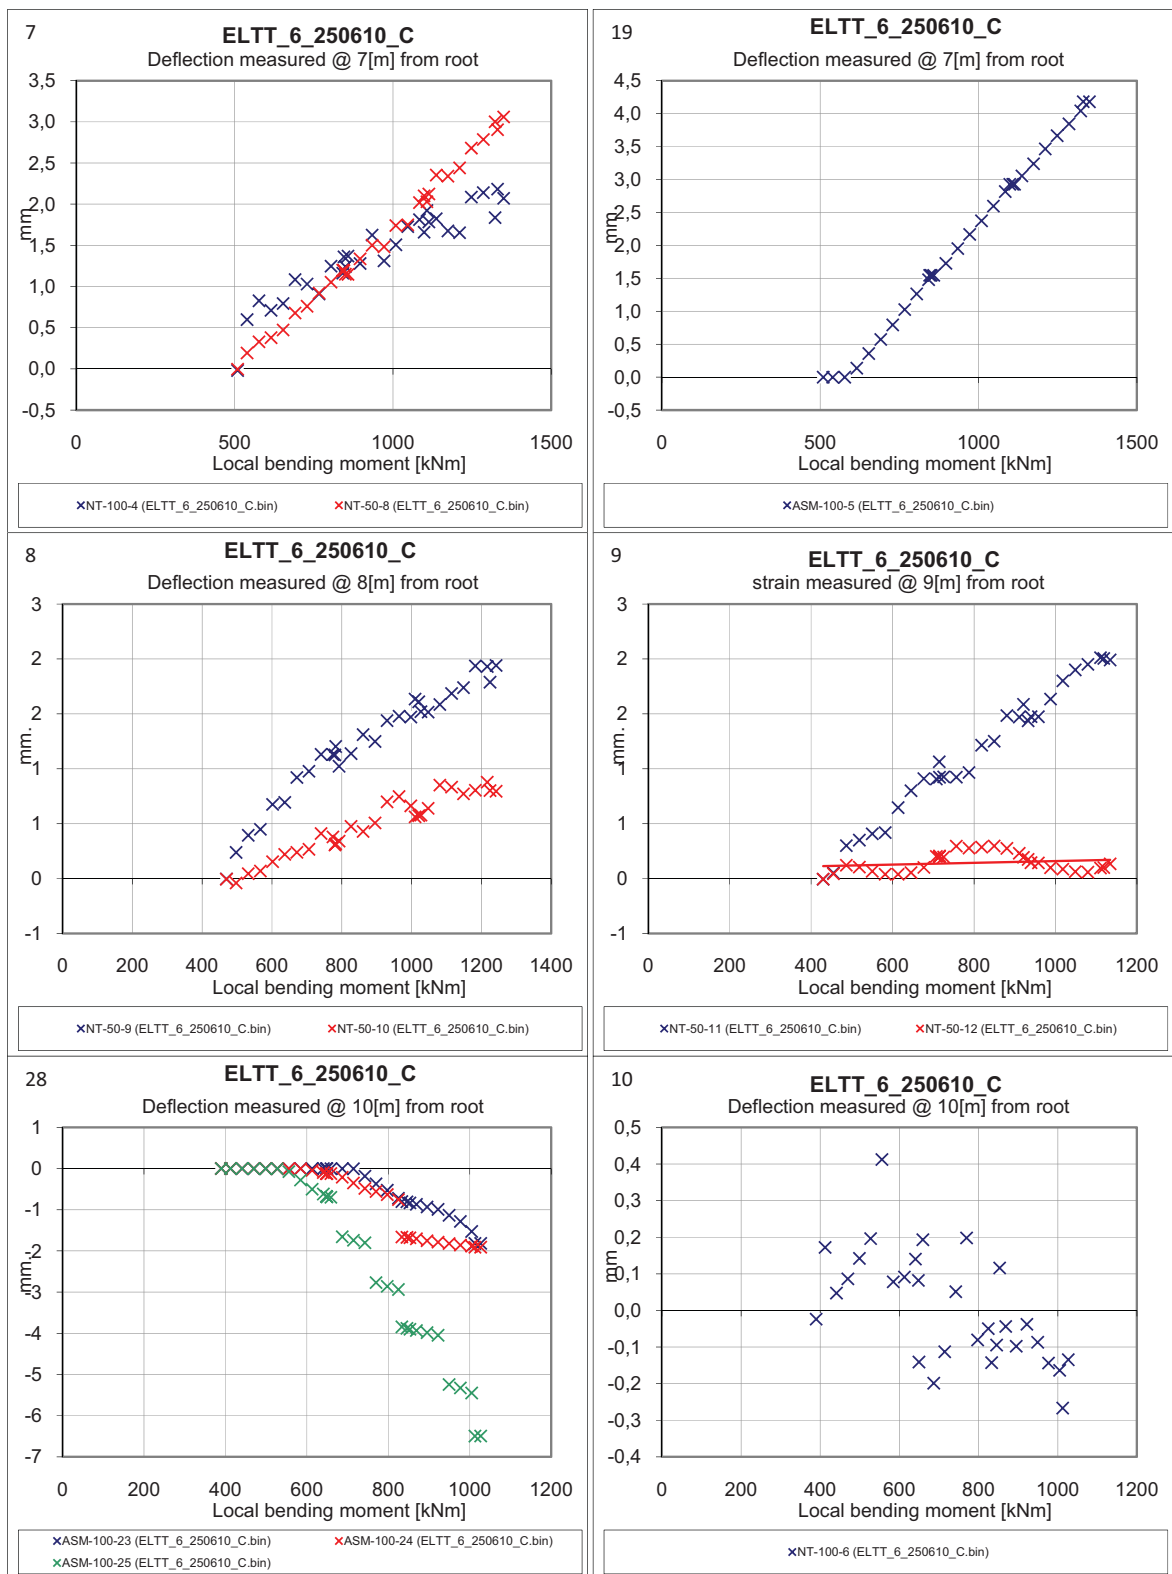 7
ELTT_6_250610_C
Deflection measured @ 7[m] from root
3,5
3,0
2,5
2,0
1,5
1,0
0,5
0,0
-0,5
mm
0 500 1000 1500
Local bending moment [kNm]
NT-100-4 (ELTT_6_250610_C.bin) NT-50-8 (ELTT_6_250610_C.bin)
19
ELTT_6_250610_C
Deflection measured @ 7[m] from root
4,5
4,0
3,5
3,0
2,5
2,0
1,5
1,0
0,5
0,0
-0,5
mm
0 500 1000 1500
Local bending moment [kNm]
ASM-100-5 (ELTT_6_250610_C.bin)
8
ELTT_6_250610_C
Deflection measured @ 8[m] from root
3
2
2
1
1
0
-1
mm.
0 200 400 600 800 1000 1200 1400
Local bending moment [kNm]
NT-50-9 (ELTT_6_250610_C.bin) NT-50-10 (ELTT_6_250610_C.bin)
9
ELTT_6_250610_C
strain measured @ 9[m] from root
3
2
2
1
1
0
-1
mm.
0 200 400 600 800 1000 1200
Local bending moment [kNm]
NT-50-11 (ELTT_6_250610_C.bin) NT-50-12 (ELTT_6_250610_C.bin)
28
ELTT_6_250610_C
Deflection measured @ 10[m] from root
1
0
-1
-2
-3
-4
-5
-6
-7
mm.
0 200 400 600 800 1000 1200
Local bending moment [kNm]
ASM-100-23 (ELTT_6_250610_C.bin) ASM-100-24 (ELTT_6_250610_C.bin)
ASM-100-25 (ELTT_6_250610_C.bin)
10
ELTT_6_250610_C
Deflection measured @ 10[m] from root
0,5
0,4
0,3
0,2
0,1
0,0
-0,1
-0,2
-0,3
-0,4
mm
0 200 400 600 800 1000 1200
Local bending moment [kNm]
NT-100-6 (ELTT_6_250610_C.bin)